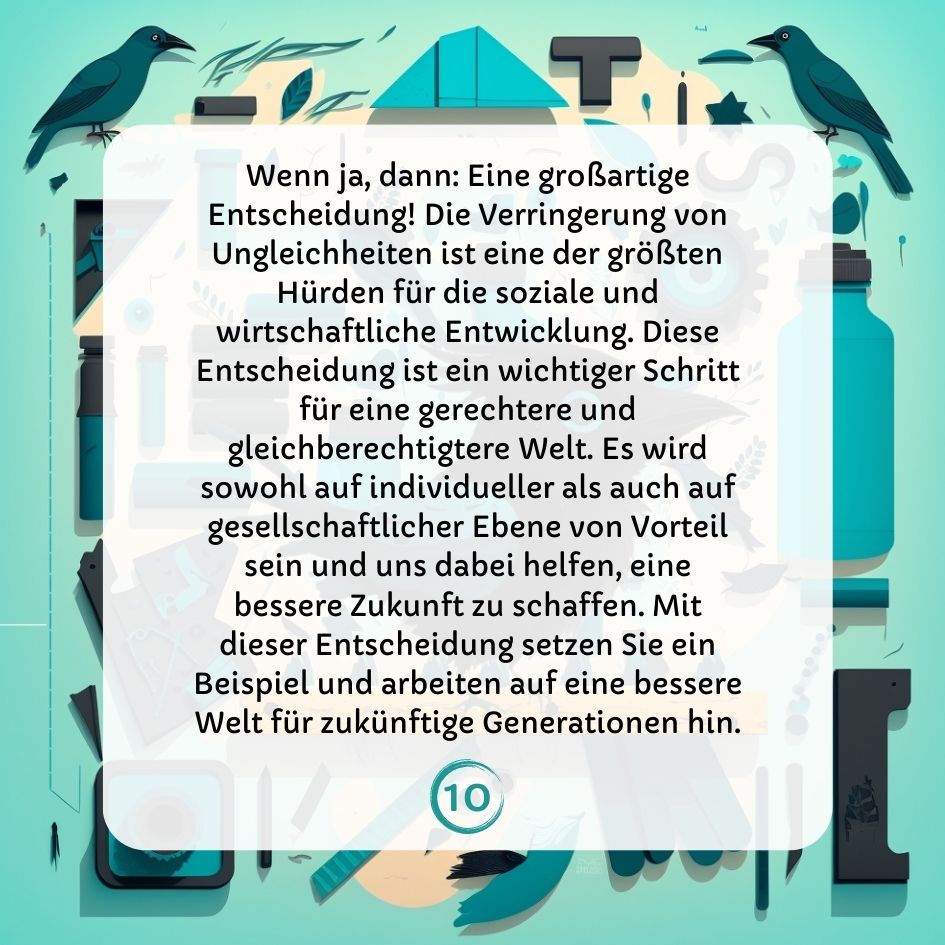 Wenn ja, dann: Eine großartige
Entscheidung! Die Verringerung von
Ungleichheiten ist eine der größten
Hürden für die soziale und
wirtschaftliche Entwicklung. Diese
Entscheidung ist ein wichtiger Schritt
für eine gerechtere und
gleichberechtigtere Welt. Es wird
sowohl auf individueller als auch auf
gesellschaftlicher Ebene von Vorteil
sein und uns dabei helfen, eine
bessere Zukunft zu schaffen. Mit
dieser Entscheidung setzen Sie ein
Beispiel und arbeiten auf eine bessere
Welt für zukünftige Generationen hin.
10